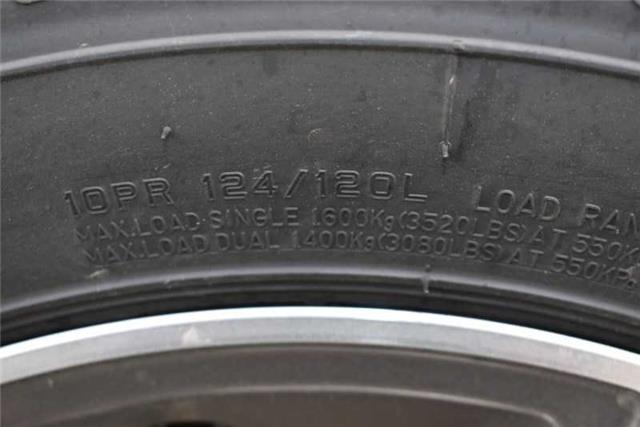 10PR 124/120L LOAD RAN
MAX.LOAD SINGLE 1600Kg(3520LBS) AT 550K
MAX.LOAD DUAL 1400Kg(3080LBS) AT 550KPa